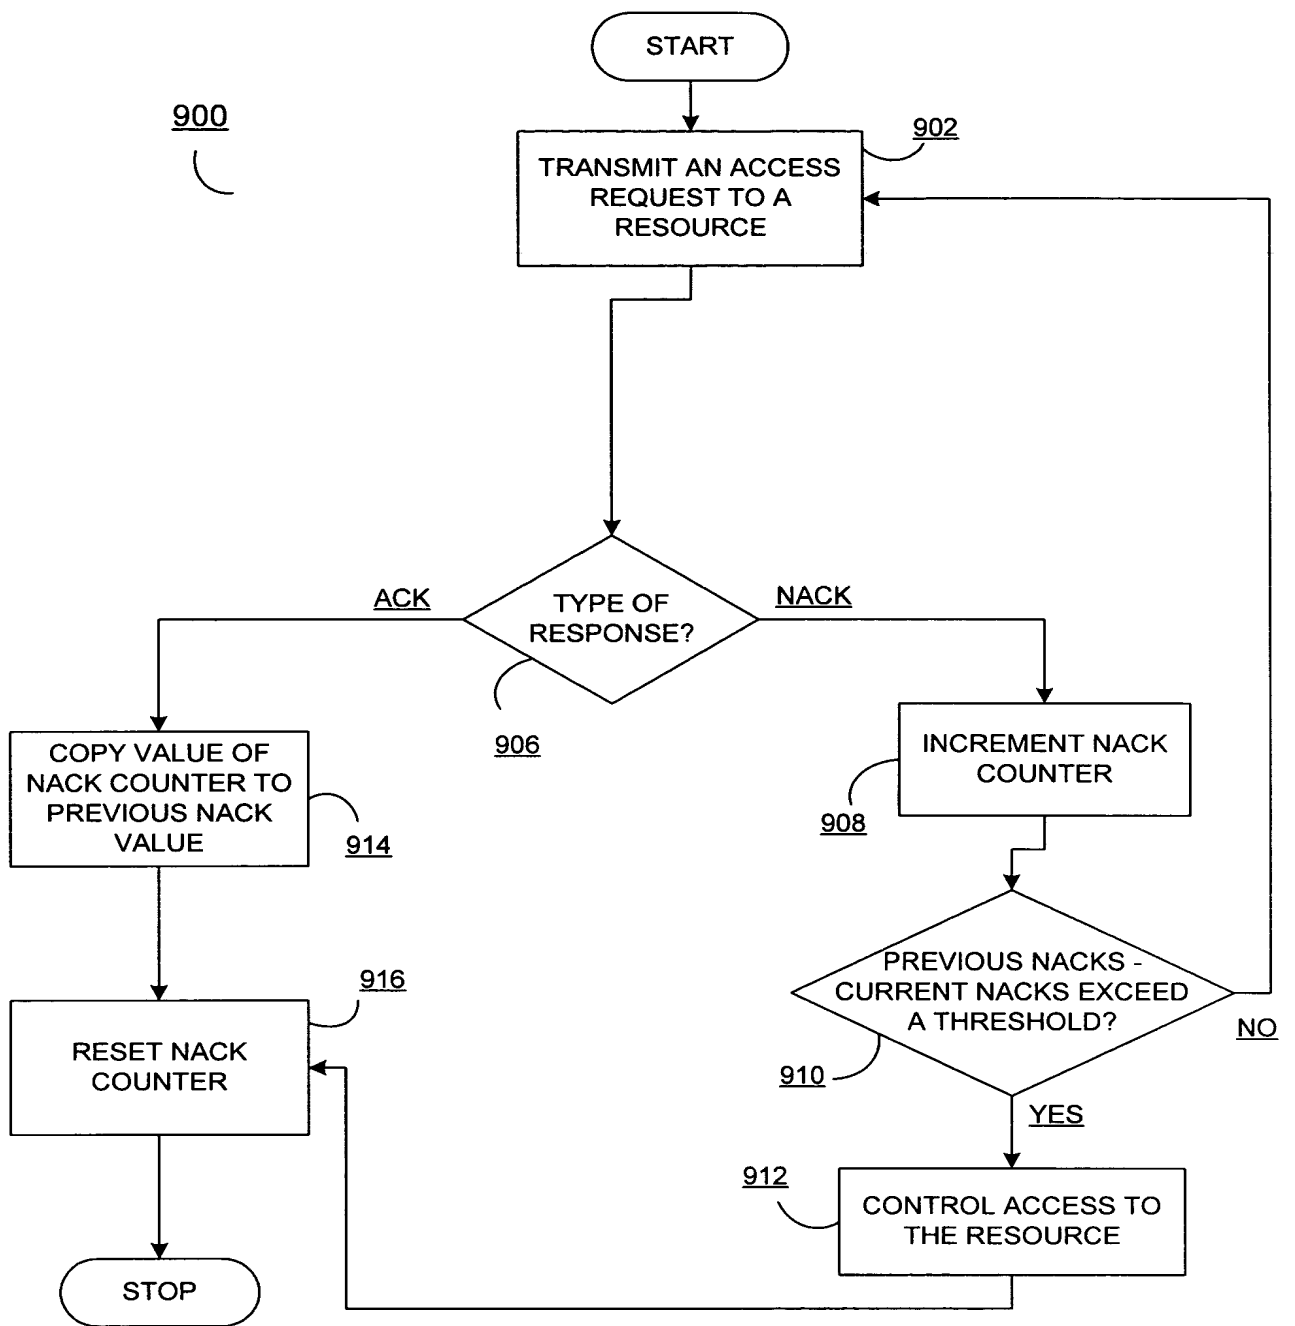 START
900
902
TRANSMIT AN ACCESS
REQUEST TO A
RESOURCE
ACK
TYPE OF
RESPONSE?
NACK
906
COPY VALUE OF
NACK COUNTER TO
PREVIOUS NACK
VALUE
914
INCREMENT NACK
COUNTER
908
PREVIOUS NACKS -
CURRENT NACKS EXCEED
A THRESHOLD?
NO
910
YES
916
RESET NACK
COUNTER
912
CONTROL ACCESS TO
THE RESOURCE
STOP